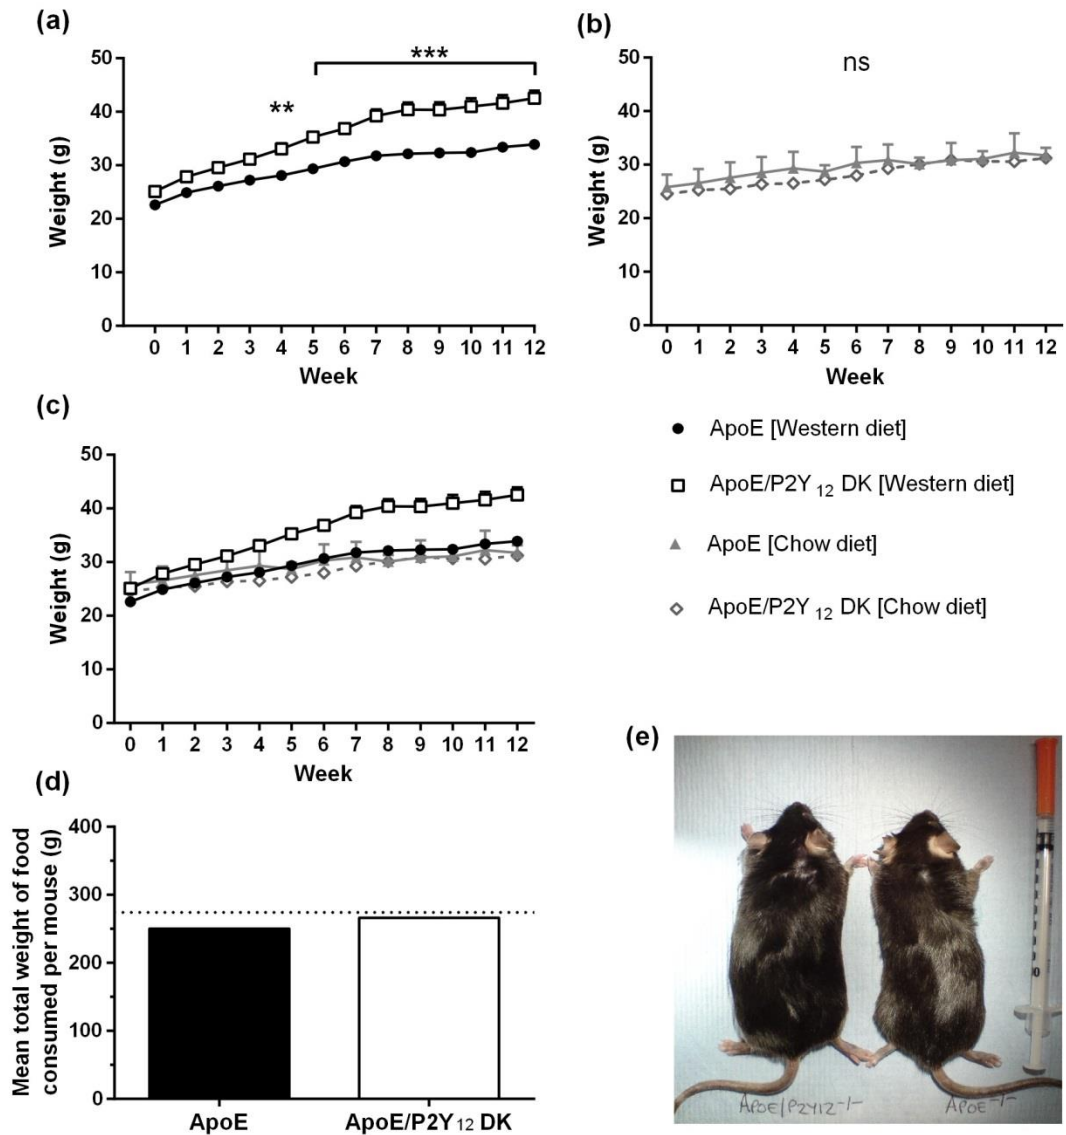 (a)
50
40
30
20
10
0
Weight (g)
**
***
0 1 2 3 4 5 6 7 8 9 10 11 12
Week
(b)
50
40
30
20
10
0
Weight (g)
ns
0 1 2 3 4 5 6 7 8 9 10 11 12
Week
(c)
50
40
30
20
10
0
Weight (g)
0 1 2 3 4 5 6 7 8 9 10 11 12
Week
ApoE [Western diet]
ApoE/P2Y 12 DK [Western diet]
ApoE [Chow diet]
ApoE/P2Y 12 DK [Chow diet]
(d)
400
300
200
100
0
Mean total weight of food
consumed per mouse (g)
ApoE
ApoE/P2Y12 DK
(e)
APOE/P2Y12-/-
APOE-/-